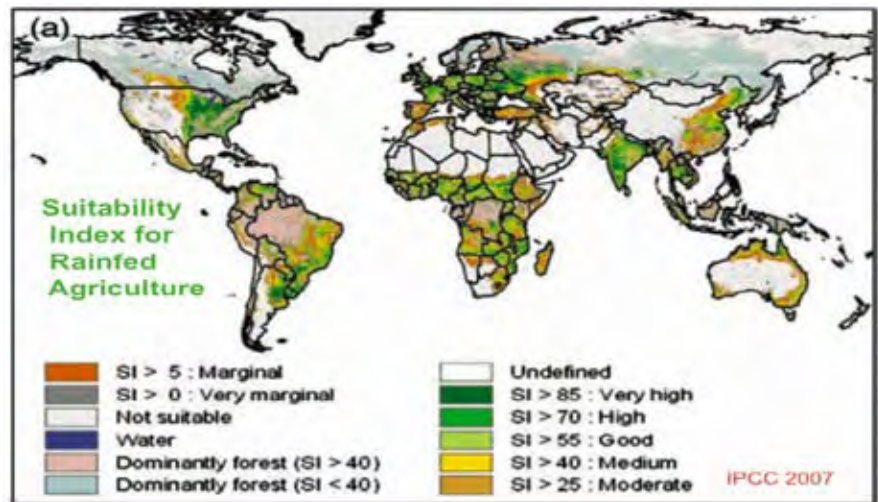 (a)
Suitability
Index for
Rainfed
Agriculture
SI > 5 : Marginal
SI > 0 : Very marginal
Not suitable
Water
Dominantly forest (SI > 40)
Dominantly forest (SI < 40)
Undefined
SI > 85 : Very high
SI > 70 : High
SI > 55 : Good
SI > 40 : Medium
SI > 25 : Moderate
IPCC 2007